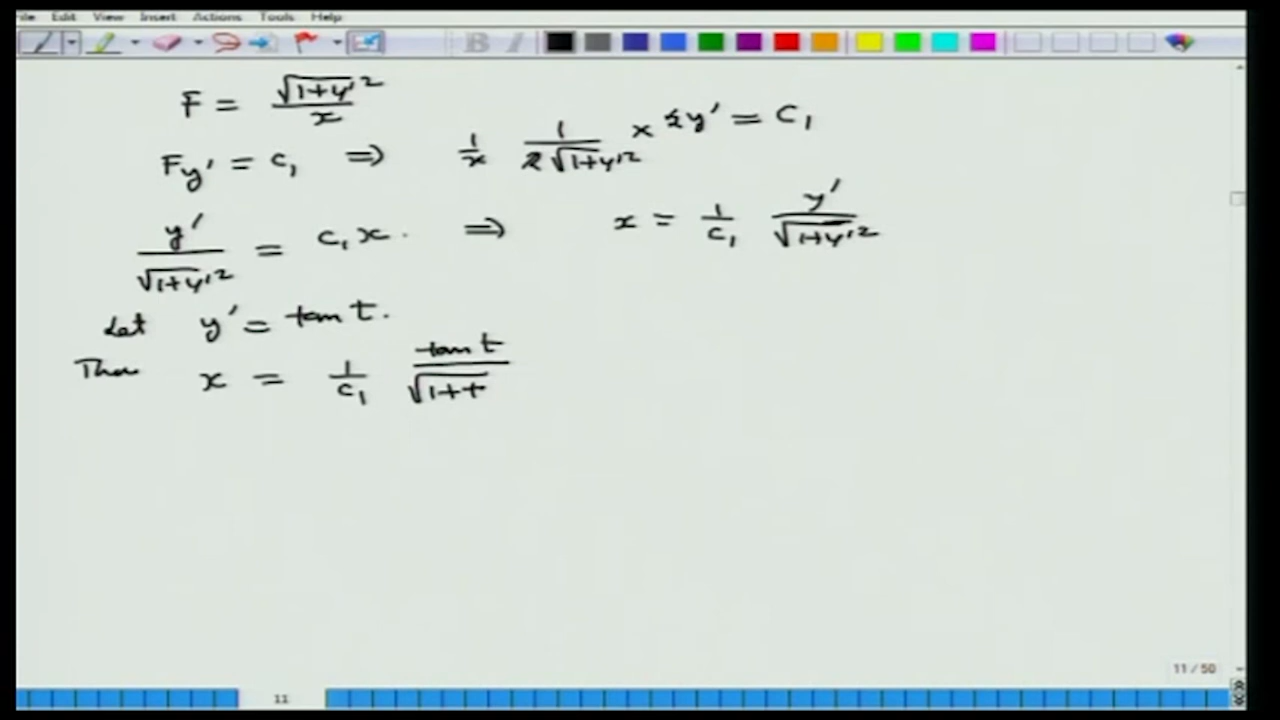 File Edit View Insert Actions Tools Help
B I
F = √(1+y'²) / x
F_y' = c₁ ⇒ 1/x 1/(2√(1+y'²)) × 2y' = C₁
y'/√(1+y'²) = c₁x. ⇒ x = 1/c₁ y'/√(1+y'²)
Let y' = tan t.
Then x = 1/c₁ tan t/√(1+t
11 / 50
11